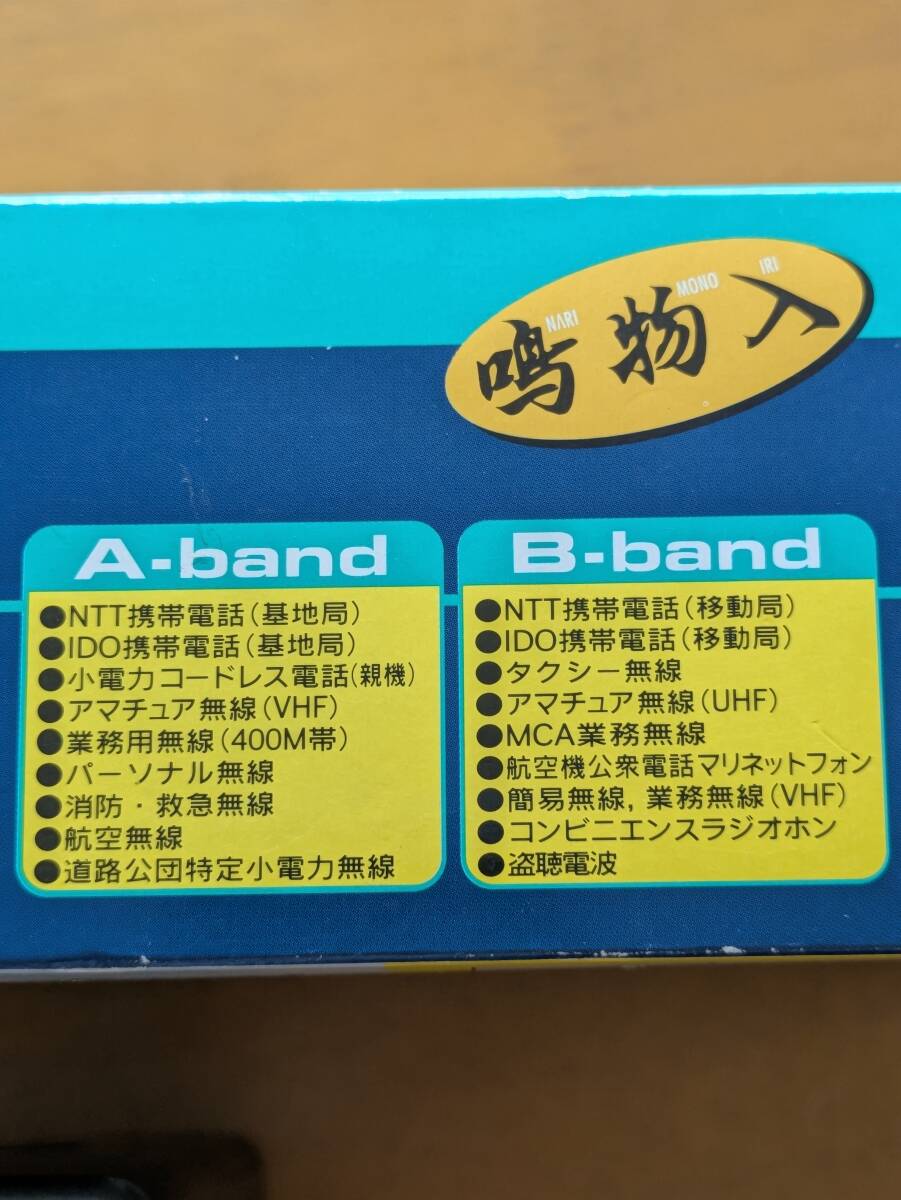 NARI MONO IRI
鳴物入
A-band
●NTT携帯電話(基地局)
●IDO携帯電話(基地局)
●小電力コードレス電話(親機)
●アマチュア無線(VHF)
●業務用無線(400M帯)
●パーソナル無線
●消防・救急無線
●航空無線
●道路公団特定小電力無線
B-band
●NTT携帯電話(移動局)
●IDO携帯電話(移動局)
●タクシー無線
●アマチュア無線(UHF)
●MCA業務無線
●航空機公衆電話マリネットフォン
●簡易無線,業務無線(VHF)
●コンビニエンスラジオホン
●盗聴電波